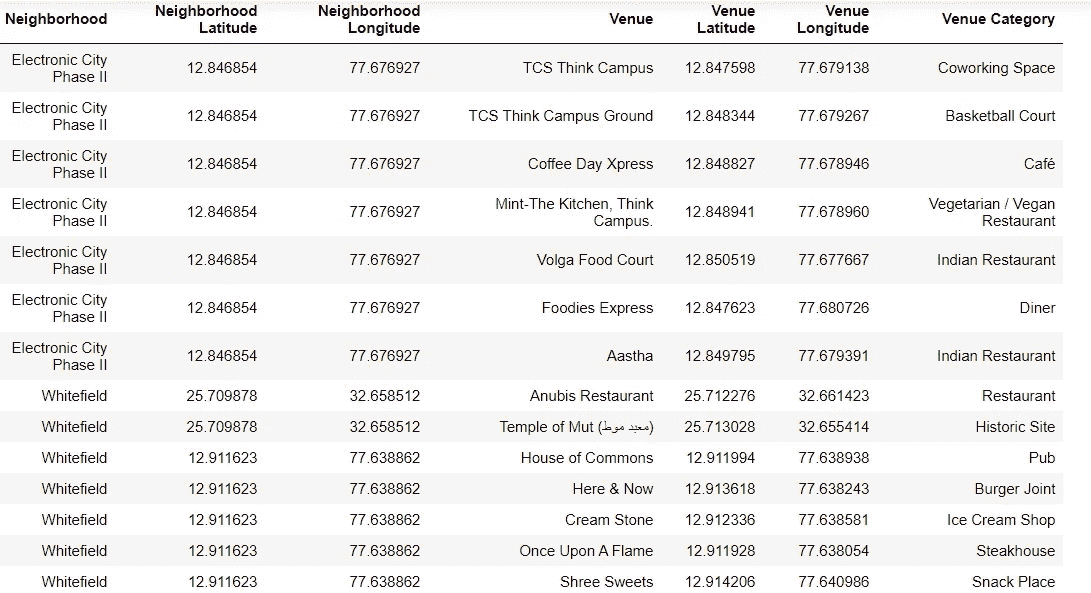 Neighborhood Neighborhood Latitude Neighborhood Longitude Venue Venue Latitude Venue Longitude Venue Category
Electronic City Phase II 12.846854 77.676927 TCS Think Campus 12.847598 77.679138 Coworking Space
Electronic City Phase II 12.846854 77.676927 TCS Think Campus Ground 12.848344 77.679267 Basketball Court
Electronic City Phase II 12.846854 77.676927 Coffee Day Xpress 12.848827 77.678946 Café
Electronic City Phase II 12.846854 77.676927 Mint-The Kitchen, Think Campus. 12.848941 77.678960 Vegetarian / Vegan Restaurant
Electronic City Phase II 12.846854 77.676927 Volga Food Court 12.850519 77.677667 Indian Restaurant
Electronic City Phase II 12.846854 77.676927 Foodies Express 12.847623 77.680726 Diner
Electronic City Phase II 12.846854 77.676927 Aastha 12.849795 77.679391 Indian Restaurant
Whitefield 25.709878 32.658512 Anubis Restaurant 25.712276 32.661423 Restaurant
Whitefield 25.709878 32.658512 Temple of Mut (معبد موط) 25.713028 32.655414 Historic Site
Whitefield 12.911623 77.638862 House of Commons 12.911994 77.638938 Pub
Whitefield 12.911623 77.638862 Here & Now 12.913618 77.638243 Burger Joint
Whitefield 12.911623 77.638862 Cream Stone 12.912336 77.638581 Ice Cream Shop
Whitefield 12.911623 77.638862 Once Upon A Flame 12.911928 77.638054 Steakhouse
Whitefield 12.911623 77.638862 Shree Sweets 12.914206 77.640986 Snack Place